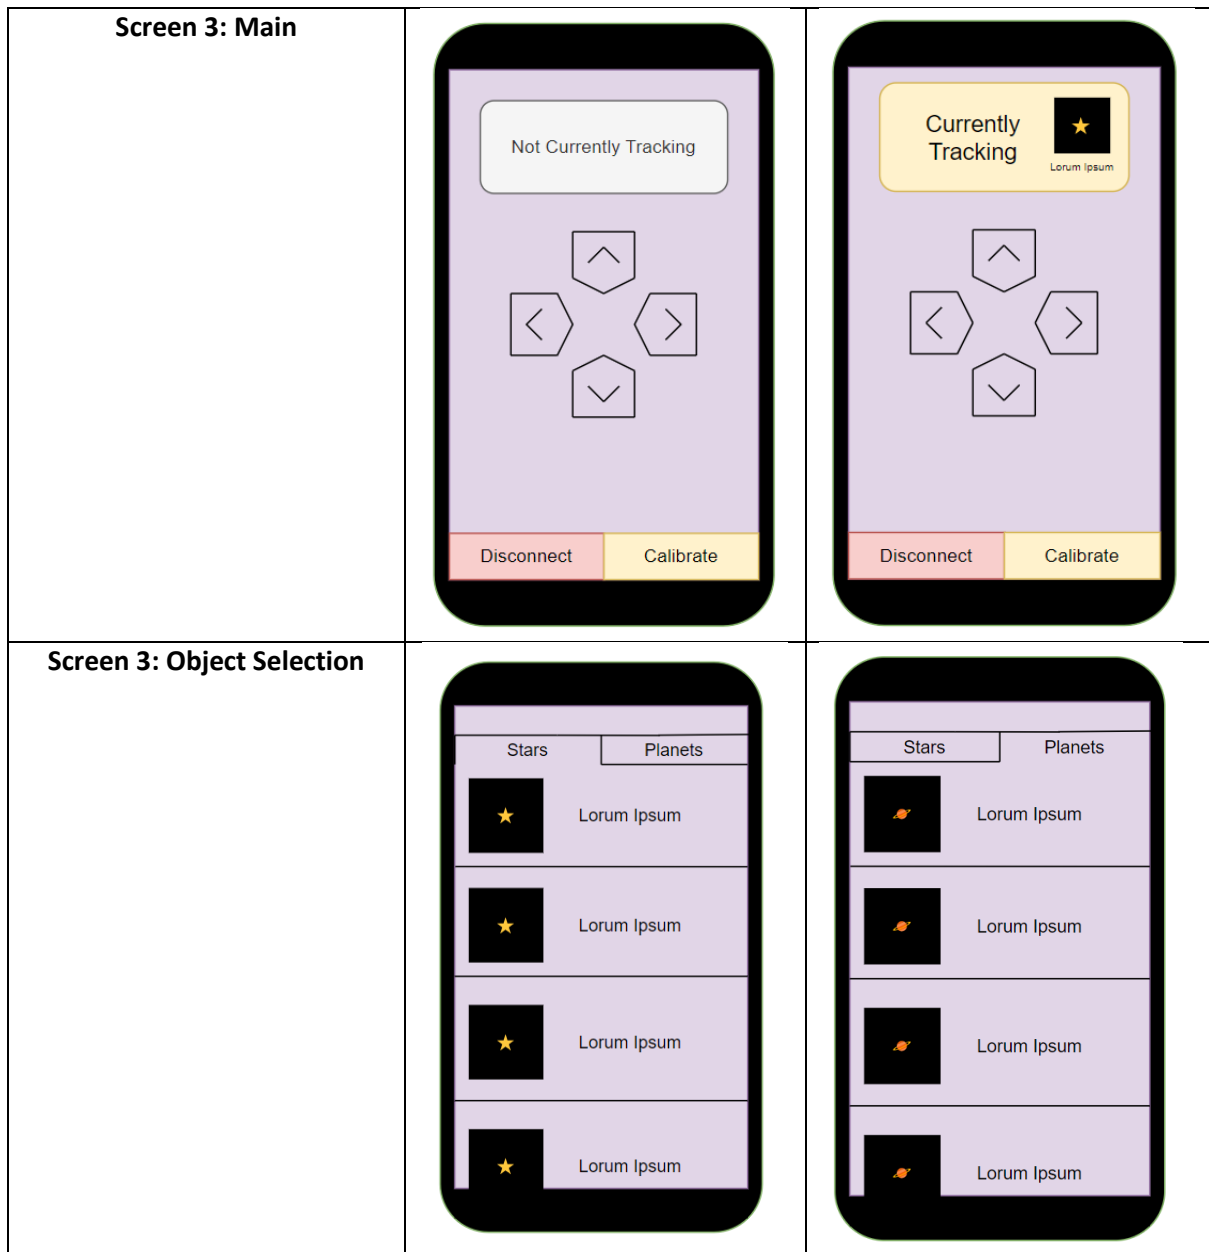 Screen 3: Main
Not Currently Tracking
Disconnect
Calibrate
Currently
Tracking
Lorum Ipsum
Disconnect
Calibrate
Screen 3: Object Selection
Stars
Planets
Lorum Ipsum
Lorum Ipsum
Lorum Ipsum
Lorum Ipsum
Stars
Planets
Lorum Ipsum
Lorum Ipsum
Lorum Ipsum
Lorum Ipsum